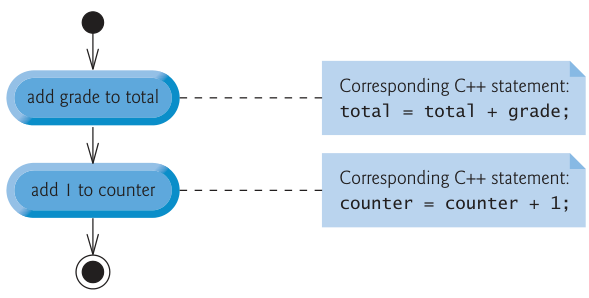 add grade to total
Corresponding C++ statement:
total = total + grade;
add 1 to counter
Corresponding C++ statement:
counter = counter + 1;